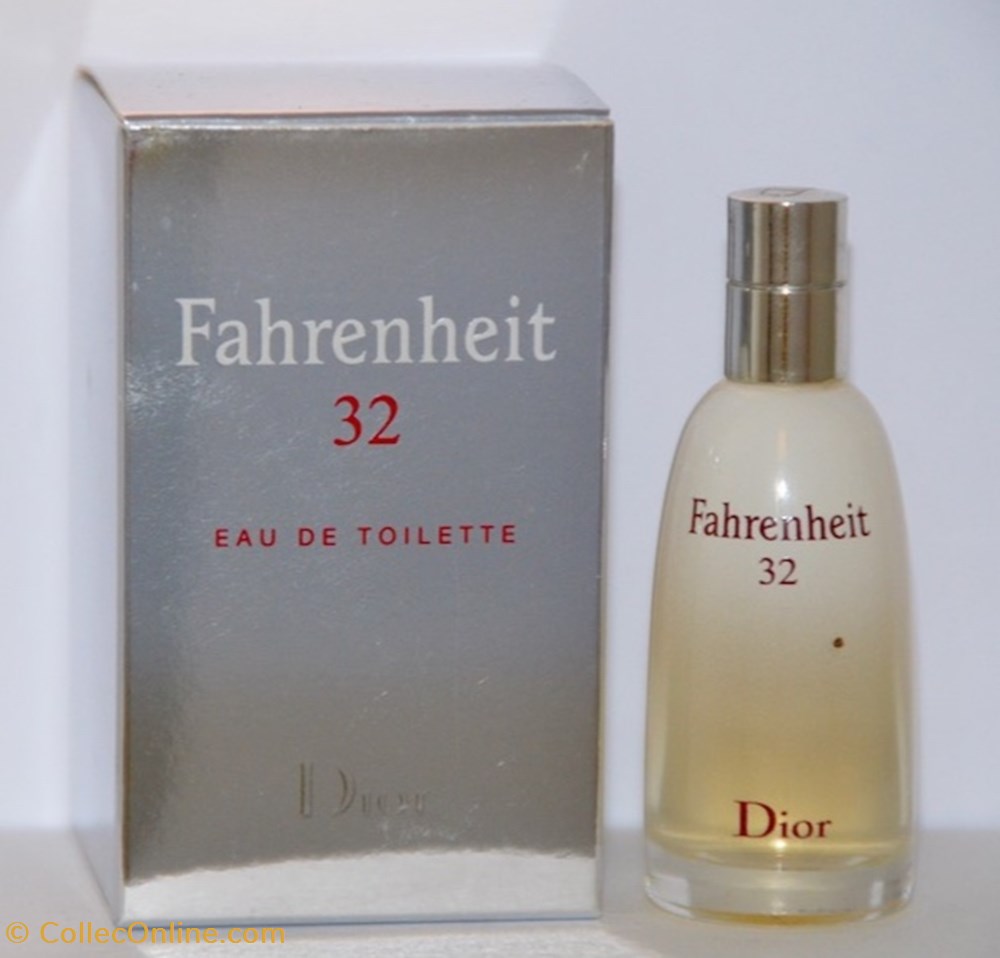 Fahrenheit
32
EAU DE TOILETTE
Dior
Fahrenheit
32
Dior
© CollecOnline.com